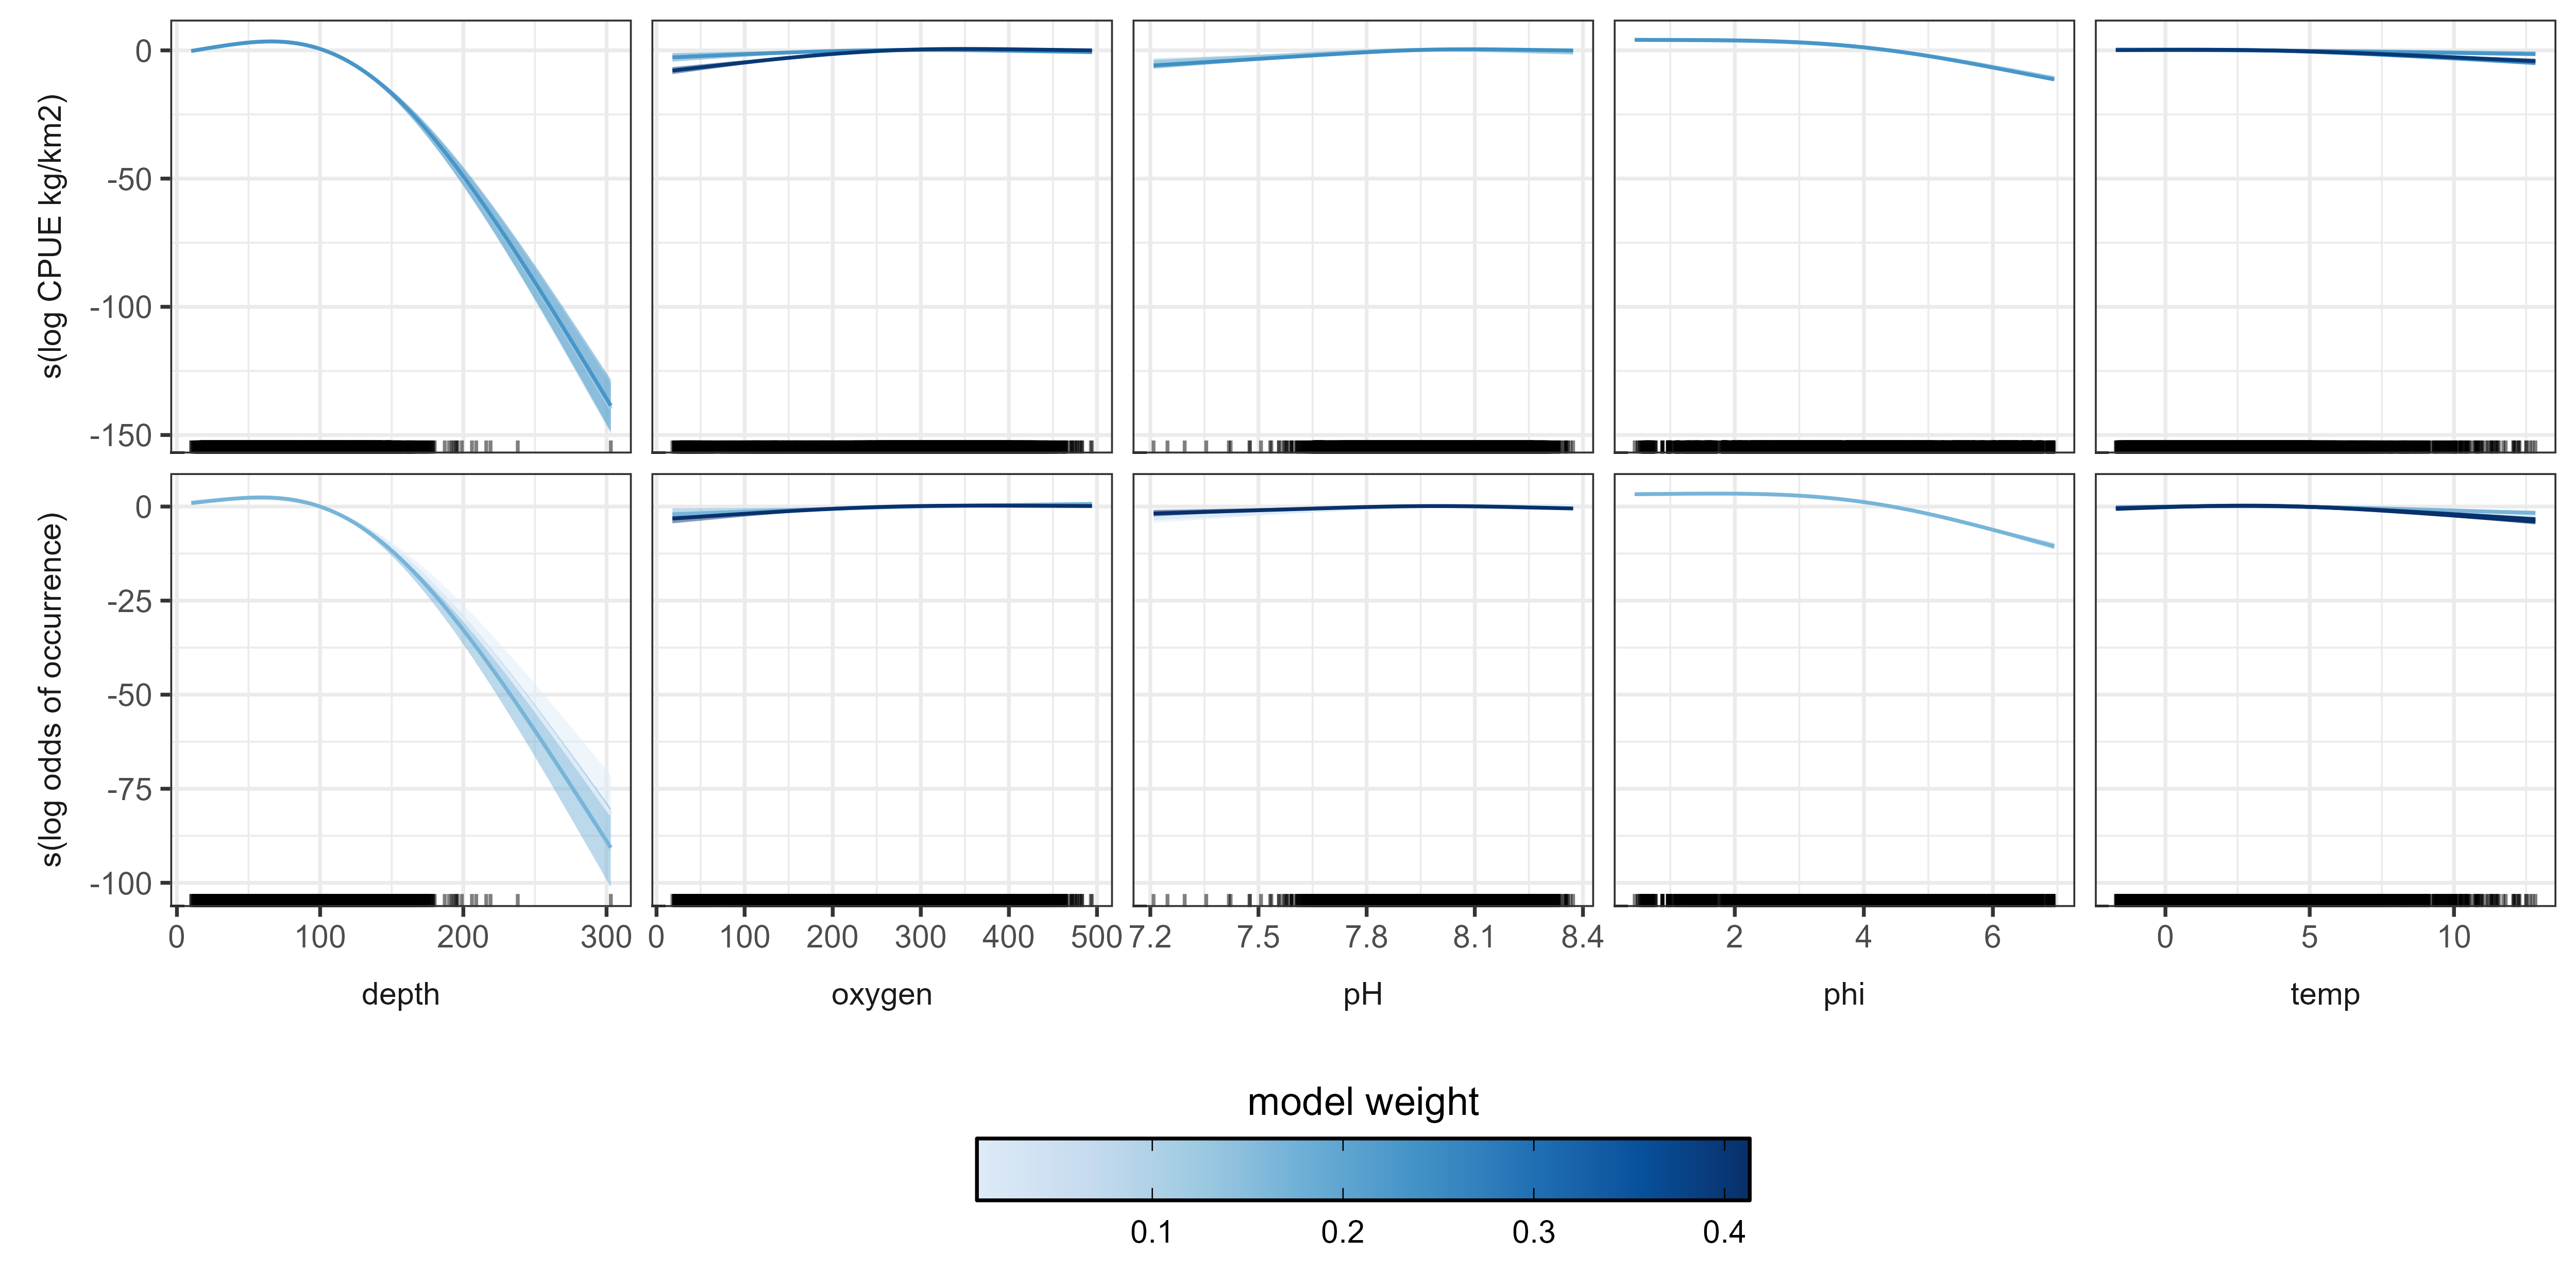 s(log CPUE kg/km2)
0
-50
-100
-150
s(log odds of occurrence)
0
-25
-50
-75
-100
0 100 200 300
0 100 200 300 400 500
7.2 7.5 7.8 8.1 8.4
2 4 6
0 5 10
depth oxygen pH phi temp
model weight
0.1 0.2 0.3 0.4